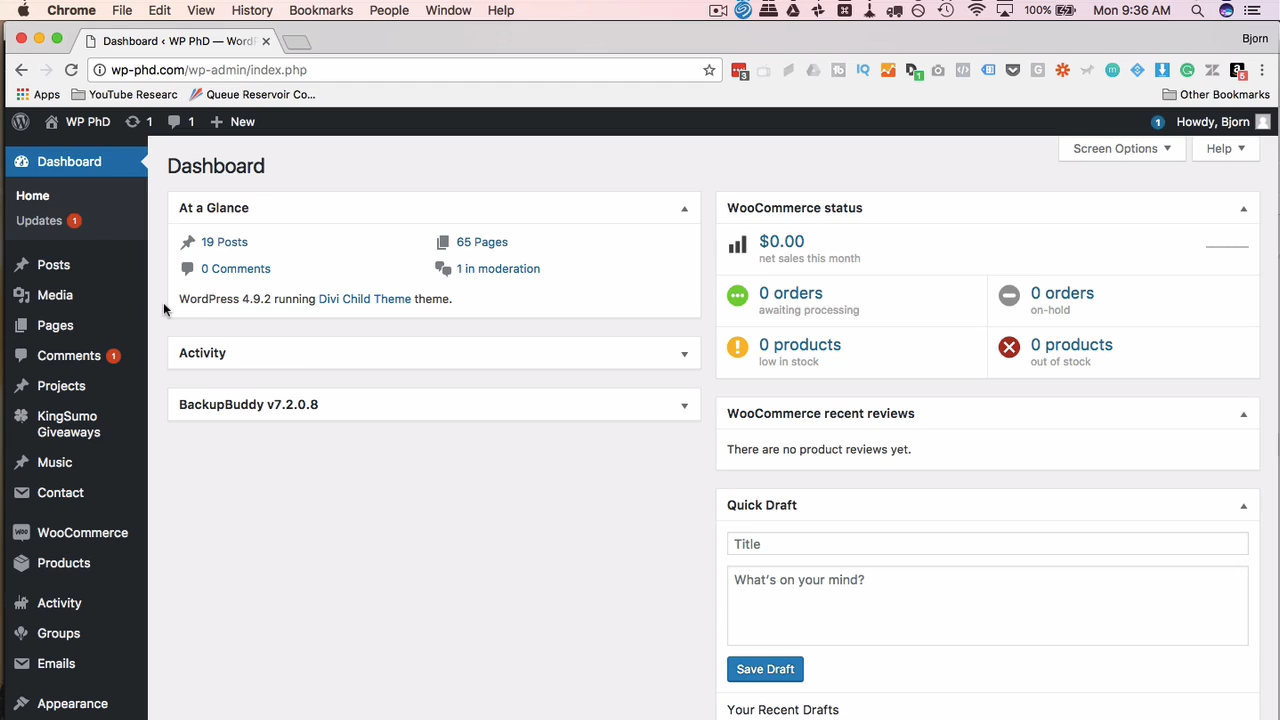 Chrome File Edit View History Bookmarks People Window Help 100% Mon 9:36 AM
Dashboard ‹ WP PhD — Word
Bjorn
wp-phd.com/wp-admin/index.php
Apps YouTube Researc Queue Reservoir Co... Other Bookmarks
WP PhD 1 1 New 1 Howdy, Bjorn
Screen Options Help
Dashboard
Home
Updates 1
Posts
Media
Pages
Comments 1
Projects
KingSumo
Giveaways
Music
Contact
WooCommerce
Products
Activity
Groups
Emails
Appearance
Dashboard
At a Glance
19 Posts 65 Pages
0 Comments 1 in moderation
WordPress 4.9.2 running Divi Child Theme theme.
Activity
BackupBuddy v7.2.0.8
WooCommerce status
$0.00
net sales this month
0 orders 0 orders
awaiting processing on-hold
0 products 0 products
low in stock out of stock
WooCommerce recent reviews
There are no product reviews yet.
Quick Draft
Title
What's on your mind?
Save Draft
Your Recent Drafts